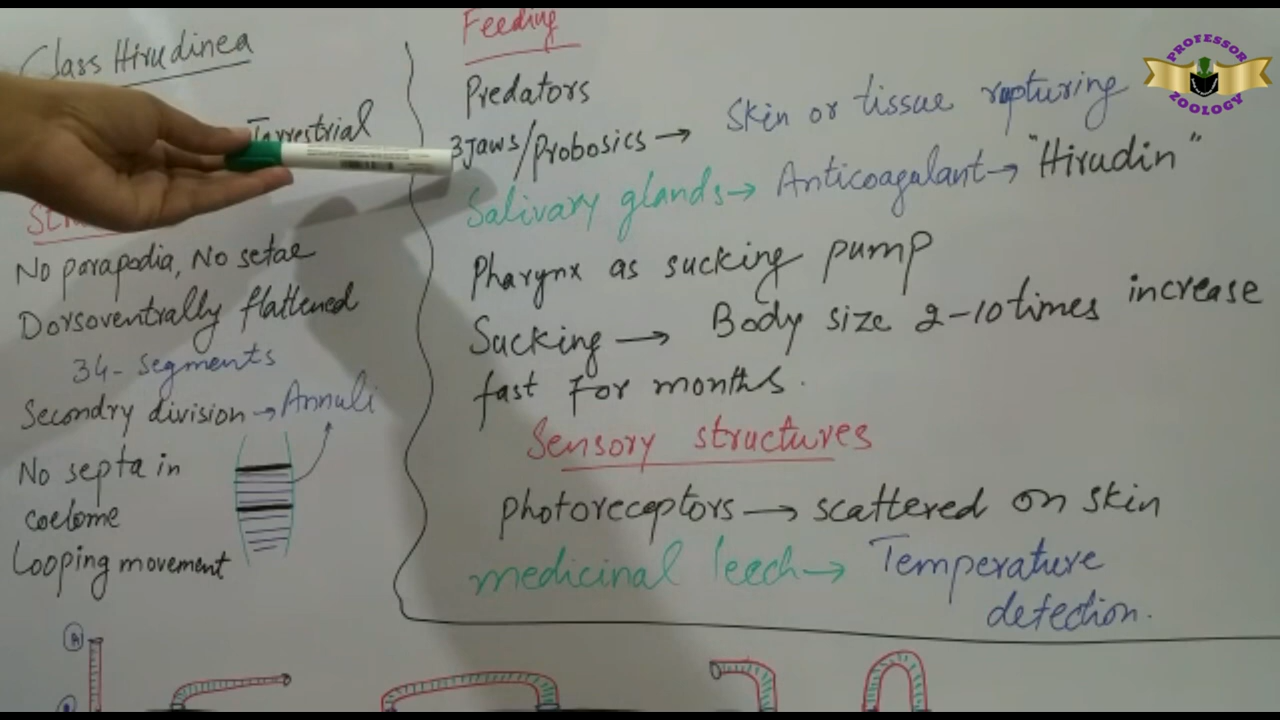 Class Hirudinea
Terrestrial
No parapodia, No setae
Dorsoventrally flattened
34- segments
Secondry division → Annuli
No septa in
coelome
Looping movement
Feeding
Predators
3Jaws/Probosics → Skin or tissue rupturing
Salivary glands → Anticoagulant → "Hirudin"
Pharynx as sucking pump
Sucking → Body size 2-10 times increase
fast For months.
Sensory structures
photoreceptors → scattered on skin
medicinal leech → Temperature
detection.
A
PROFESSOR
ZOOLOGY